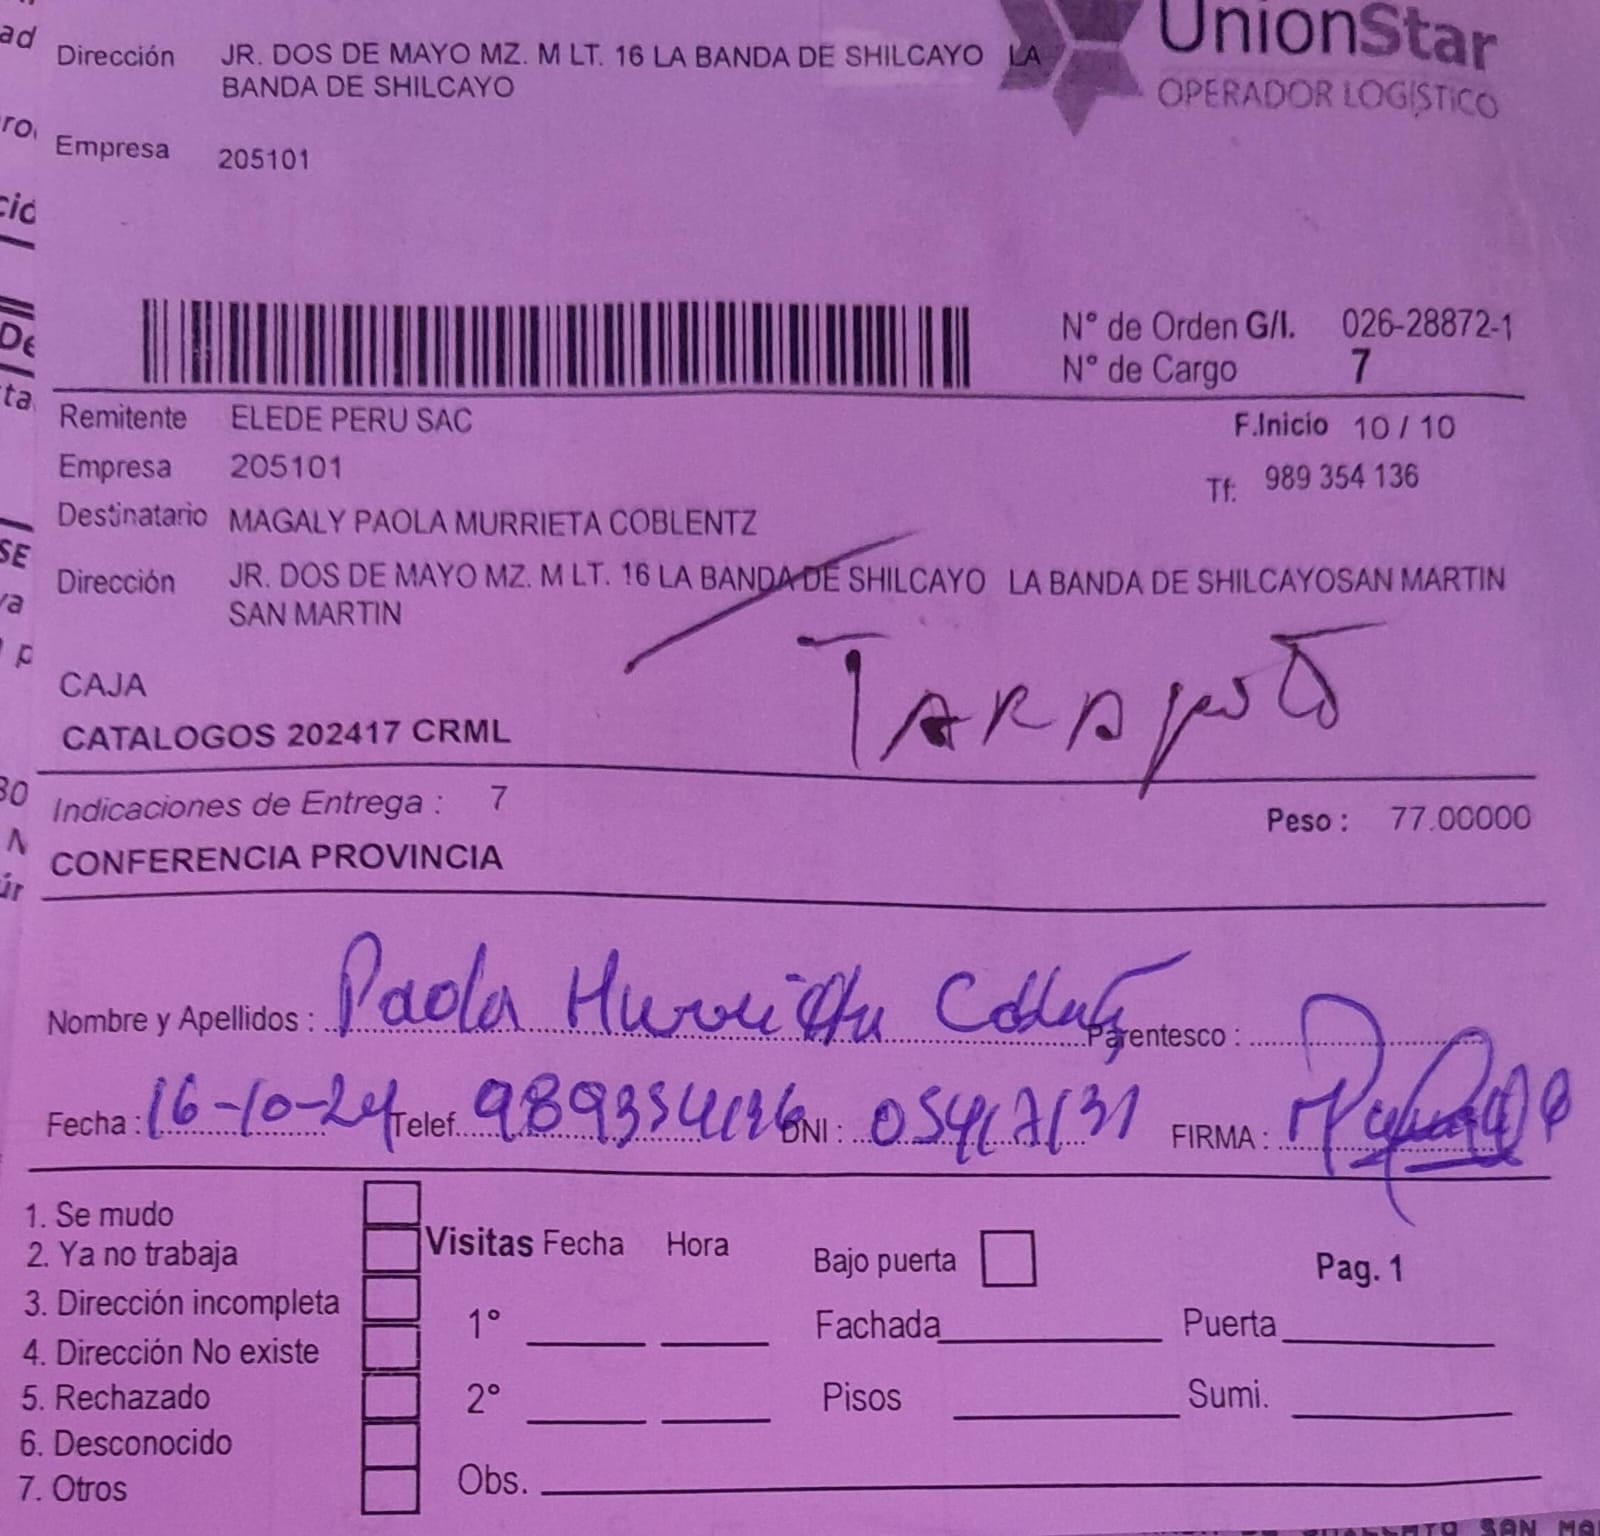 UnionStar
OPERADOR LOGÍSTICO
Dirección JR. DOS DE MAYO MZ. M LT. 16 LA BANDA DE SHILCAYO LA
BANDA DE SHILCAYO
Empresa 205101
N° de Orden G/I. 026-28872-1
N° de Cargo 7
Remitente ELEDE PERU SAC
F.Inicio 10 / 10
Empresa 205101
Tf: 989 354 136
Destinatario MAGALY PAOLA MURRIETA COBLENTZ
Dirección JR. DOS DE MAYO MZ. M LT. 16 LA BANDA DE SHILCAYO LA BANDA DE SHILCAYOSAN MARTIN
SAN MARTIN
TARAPOTO
CAJA
CATALOGOS 202417 CRML
Indicaciones de Entrega : 7
Peso : 77.00000
CONFERENCIA PROVINCIA
Nombre y Apellidos : Paola Murrieta Parentesco :
Fecha : 16-10-24 Telef. 989354136 DNI : 05417131 FIRMA :
1. Se mudo
2. Ya no trabaja
3. Dirección incompleta
4. Dirección No existe
5. Rechazado
6. Desconocido
7. Otros
Visitas Fecha Hora
1°
2°
Bajo puerta
Pag. 1
Fachada Puerta
Pisos Sumi.
Obs.